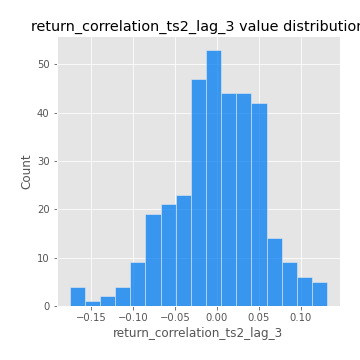 return_correlation_ts2_lag_3 value distribution
50
40
30
20
10
0
Count
−0.15 −0.10 −0.05 0.00 0.05 0.10
return_correlation_ts2_lag_3